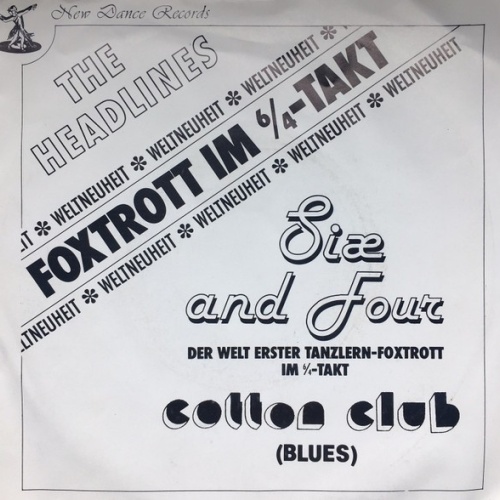 New Dance Records
THE
HEADLINES
WELTNEUHEIT * WELTNEUHEIT * WELTNEUHEIT *
FOXTROTT IM 6/4-TAKT
LTNEUHEIT * WELTNEUHEIT * WELTNEUHEIT * WELTNEUHEIT
Six
and Four
DER WELT ERSTER TANZLERN-FOXTROTT
IM 6/4-TAKT
cotton club
(BLUES)